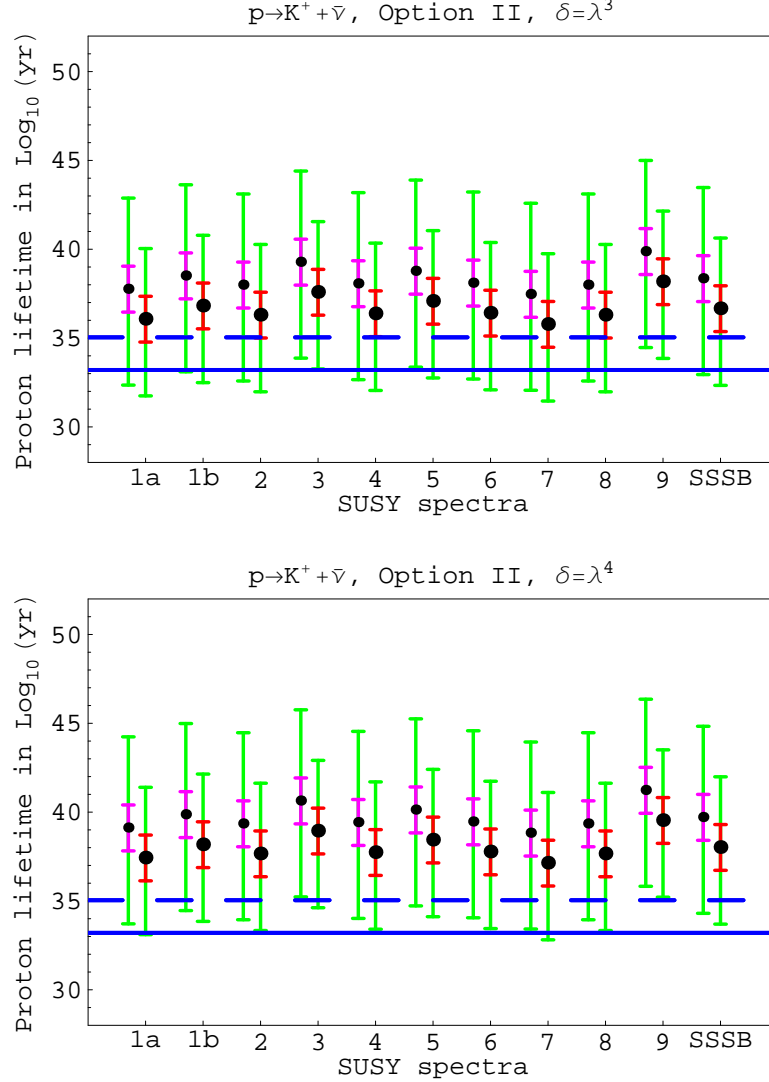 p→K⁺+ν̄, Option II, δ=λ³
Proton lifetime in Log₁₀(yr)
50
45
40
35
30
1a 1b 2 3 4 5 6 7 8 9 SSSB
SUSY spectra
p→K⁺+ν̄, Option II, δ=λ⁴
Proton lifetime in Log₁₀(yr)
50
45
40
35
30
1a 1b 2 3 4 5 6 7 8 9 SSSB
SUSY spectra